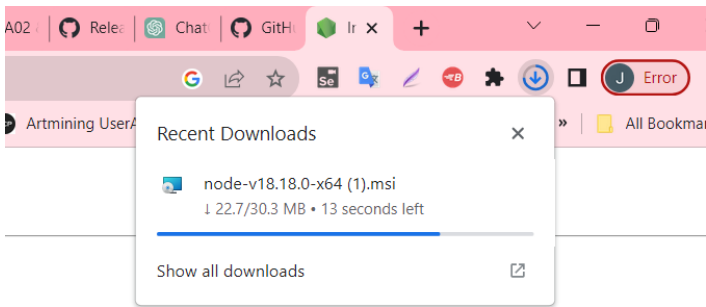 A02
Relea
Chat
GitH
Ir
Se
G
B
J
Error
Artmining UserA
»
All Bookmar
Recent Downloads
node-v18.18.0-x64 (1).msi
↓ 22.7/30.3 MB • 13 seconds left
Show all downloads